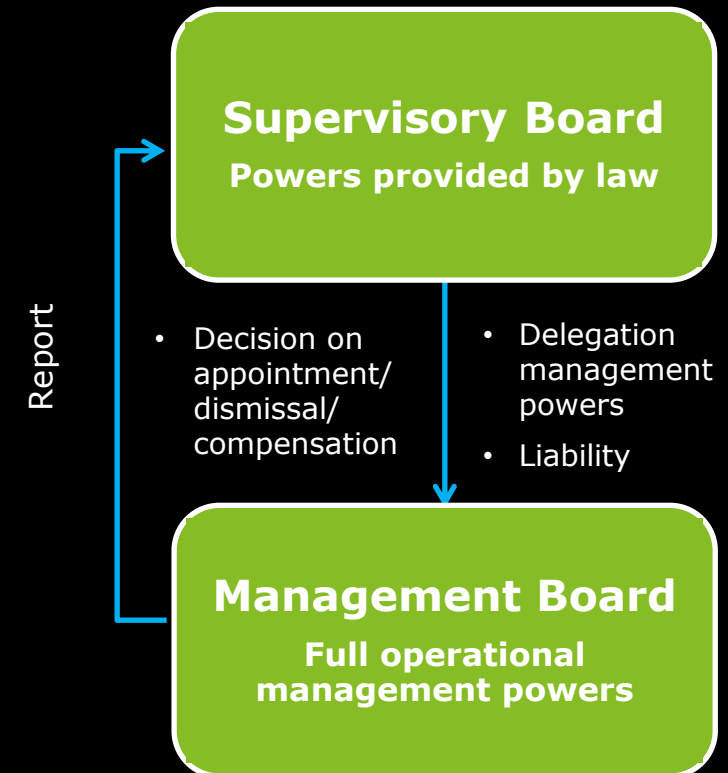 Supervisory Board
Powers provided by law
Report
• Decision on
appointment/
dismissal/
compensation
• Delegation
management
powers
• Liability
Management Board
Full operational
management powers